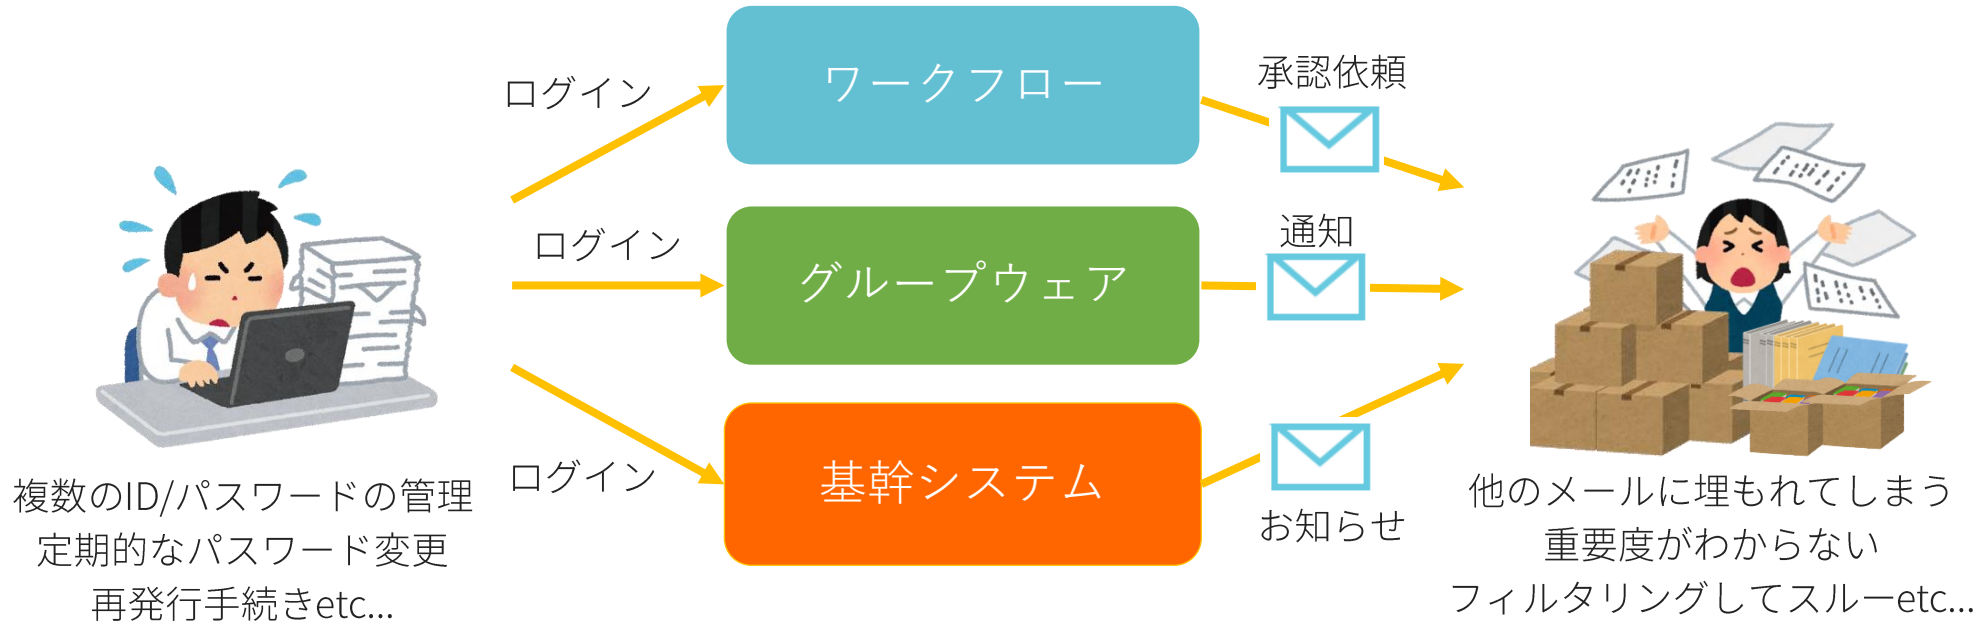 ログイン
ワークフロー
承認依頼
ログイン
グループウェア
通知
ログイン
基幹システム
お知らせ
複数のID/パスワードの管理
定期的なパスワード変更
再発行手続きetc...
他のメールに埋もれてしまう
重要度がわからない
フィルタリングしてスルーetc...